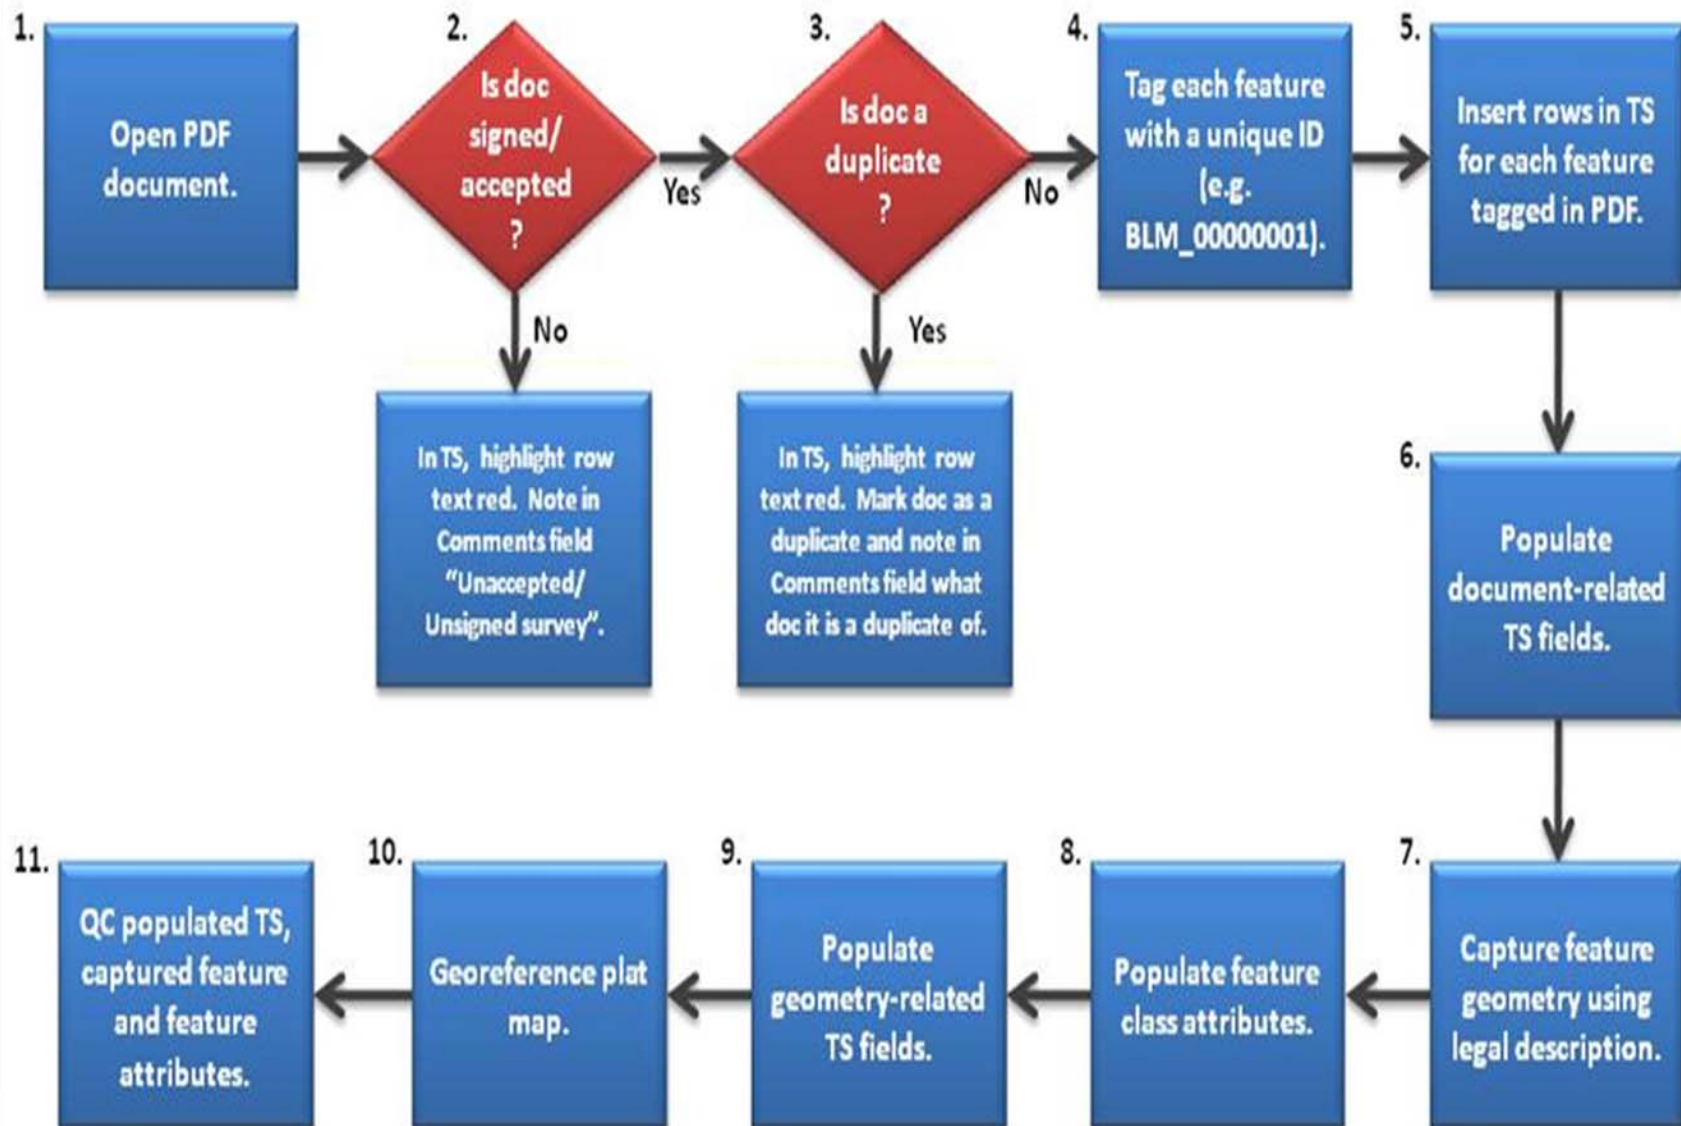 1.
Open PDF
document.
2.
Is doc
signed/
accepted
?
Yes
No
In TS, highlight row
text red. Note in
Comments field
"Unaccepted/
Unsigned survey".
3.
Is doc a
duplicate
?
No
Yes
In TS, highlight row
text red. Mark doc as a
duplicate and note in
Comments field what
doc it is a duplicate of.
4.
Tag each feature
with a unique ID
(e.g.
BLM_00000001).
5.
Insert rows in TS
for each feature
tagged in PDF.
6.
Populate
document-related
TS fields.
7.
Capture feature
geometry using
legal description.
8.
Populate feature
class attributes.
9.
Populate
geometry-related
TS fields.
10.
Georeference plat
map.
11.
QC populated TS,
captured feature
and feature
attributes.